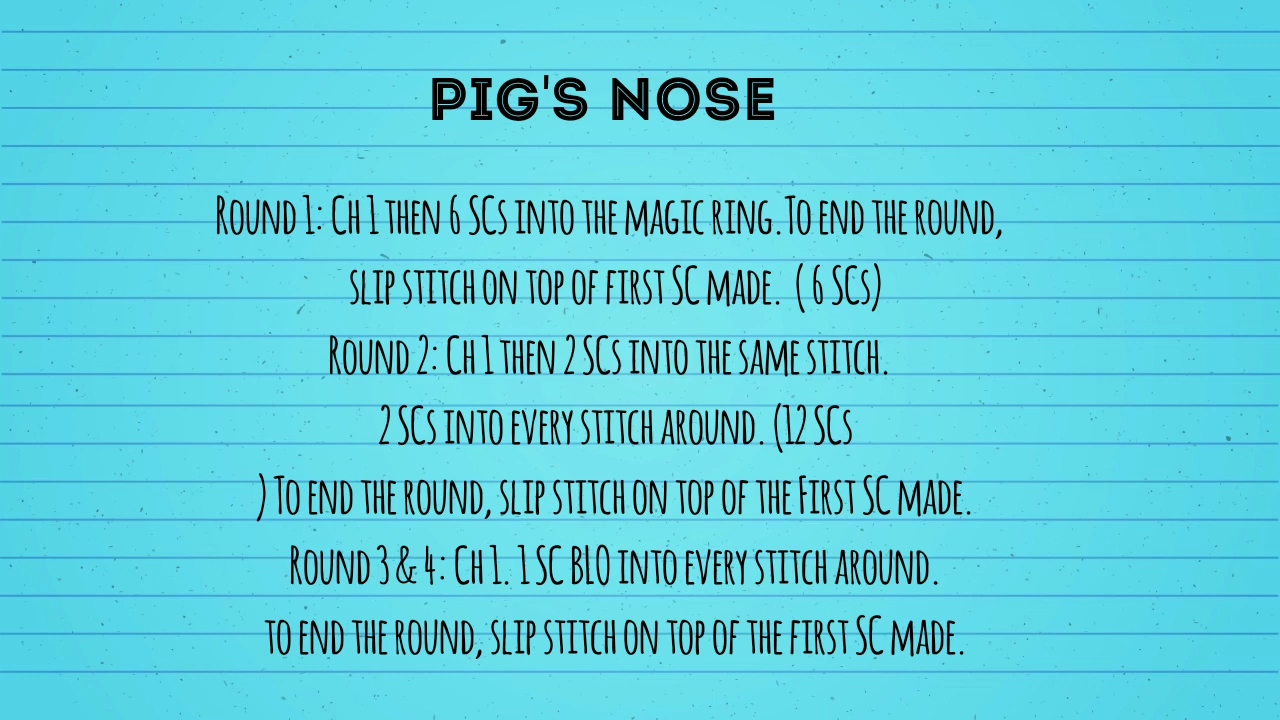 PIG'S NOSE
Round 1: Ch 1 then 6 SCs into the magic ring.To end the round,
slip stitch on top of first SC made. ( 6 SCs)
Round 2: Ch 1 then 2 SCs into the same stitch.
2 SCs into every stitch around. (12 SCs
) To end the round, slip stitch on top of the First SC made.
Round 3 & 4: Ch 1. 1 SC BLO into every stitch around.
to end the round, slip stitch on top of the first SC made.